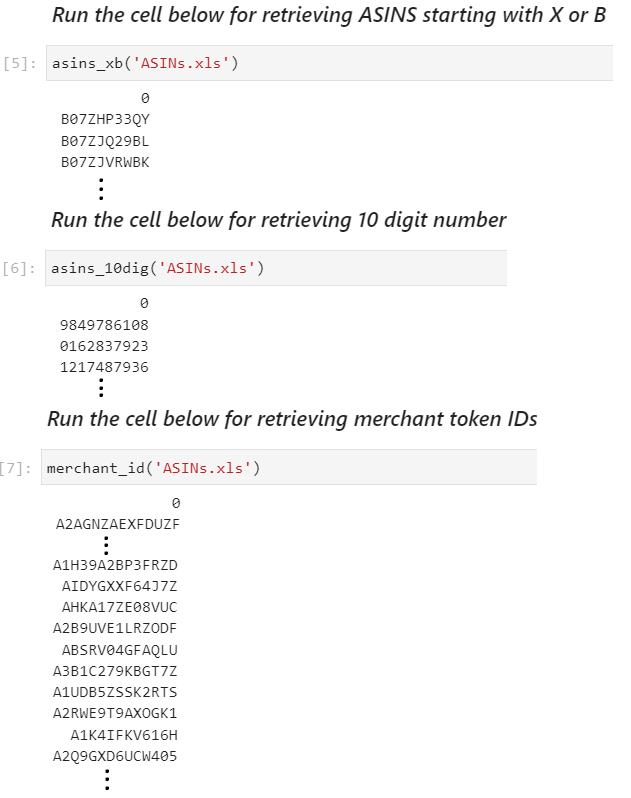 Run the cell below for retrieving ASINS starting with X or B
[5]: asins_xb('ASINs.xls')
0
B07ZHP33QY
B07ZJQ29BL
B07ZJVRWBK
⋮
Run the cell below for retrieving 10 digit number
[6]: asins_10dig('ASINs.xls')
0
9849786108
0162837923
1217487936
⋮
Run the cell below for retrieving merchant token IDs
[7]: merchant_id('ASINs.xls')
0
A2AGNZAEXFDUZF
⋮
A1H39A2BP3FRZD
AIDYGXXF64J7Z
AHKA17ZE08VUC
A2B9UVE1LRZODF
ABSRV04GFAQLU
A3B1C279KBGT7Z
A1UDB5ZSSK2RTS
A2RWE9T9AXOGK1
A1K4IFKV616H
A2Q9GXD6UCW405
⋮